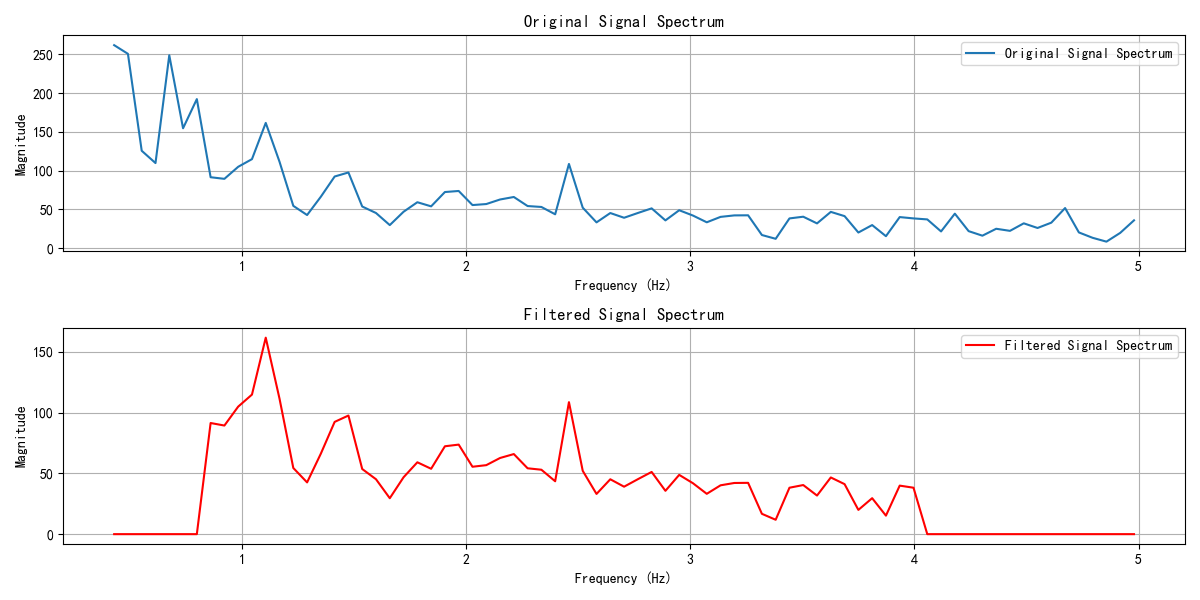 Original Signal Spectrum
Magnitude
250
200
150
100
50
0
Original Signal Spectrum
1
2
3
4
5
Frequency (Hz)
Filtered Signal Spectrum
Magnitude
150
100
50
0
Filtered Signal Spectrum
1
2
3
4
5
Frequency (Hz)